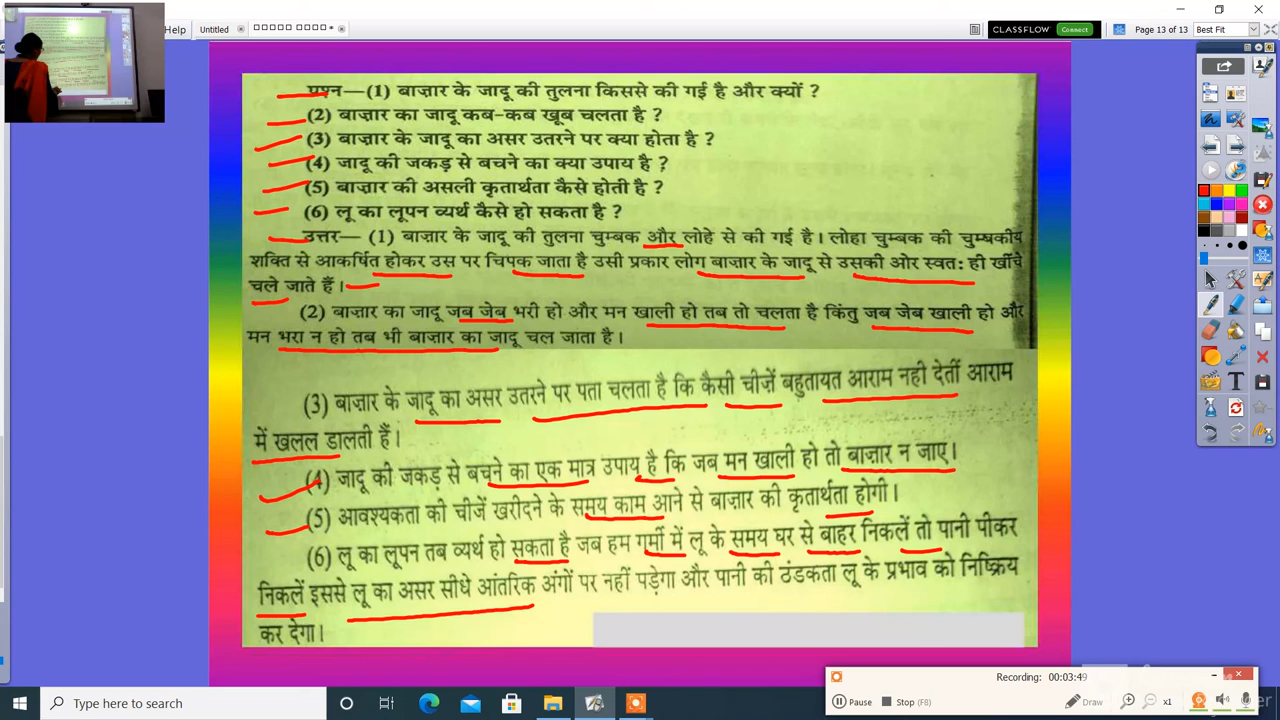 Help
Untitled
CLASSFLOW Connect
Page 13 of 13
Best Fit
प्रश्न—(1) बाज़ार के जादू की तुलना किससे की गई है और क्यों ?
(2) बाज़ार का जादू कब-कब खूब चलता है ?
(3) बाज़ार के जादू का असर उतरने पर क्या होता है ?
(4) जादू की जकड़ से बचने का क्या उपाय है ?
(5) बाज़ार की असली कृतार्थता कैसे होती है ?
(6) लू का लूपन व्यर्थ कैसे हो सकता है ?
उत्तर— (1) बाज़ार के जादू की तुलना चुम्बक और लोहे से की गई है। लोहा चुम्बक की चुम्बकीय
शक्ति से आकर्षित होकर उस पर चिपक जाता है उसी प्रकार लोग बाज़ार के जादू से उसकी ओर स्वतः ही खींचे
चले जाते हैं।
(2) बाज़ार का जादू जब जेब भरी हो और मन खाली हो तब तो चलता है किंतु जब जेब खाली हो और
मन भरा न हो तब भी बाज़ार का जादू चल जाता है।
(3) बाज़ार के जादू का असर उतरने पर पता चलता है कि कैसी चीज़ें बहुतायत आराम नही देतीं आराम
में खलल डालती हैं।
(4) जादू की जकड़ से बचने का एक मात्र उपाय है कि जब मन खाली हो तो बाज़ार न जाए।
(5) आवश्यकता की चीजें खरीदने के समय काम आने से बाज़ार की कृतार्थता होगी।
(6) लू का लूपन तब व्यर्थ हो सकता है जब हम गर्मी में लू के समय घर से बाहर निकलें तो पानी पीकर
निकलें इससे लू का असर सीधे आंतरिक अंगों पर नहीं पड़ेगा और पानी की ठंडकता लू के प्रभाव को निष्क्रिय
कर देगा।
Recording: 00:03:49
Pause
Stop (F8)
Draw
x1
Type here to search